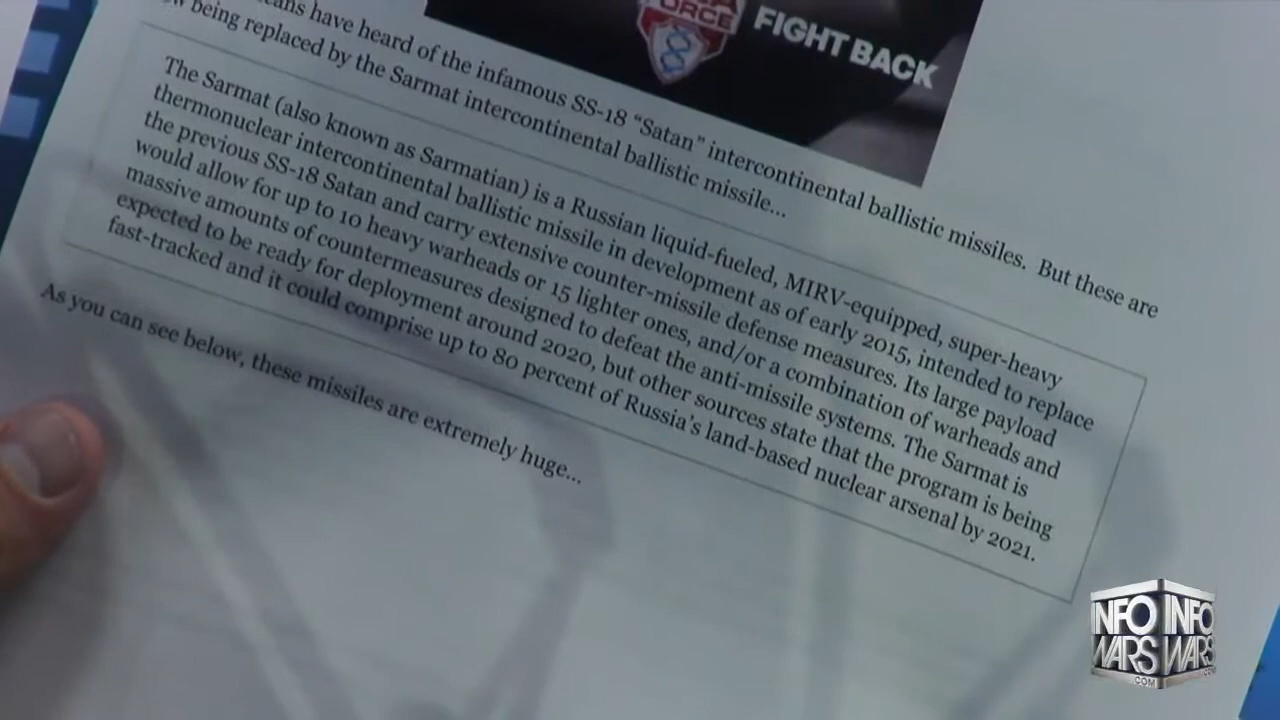 FORCE
FIGHT BACK
have heard of the infamous SS-18 “Satan” intercontinental ballistic missiles. But these are
being replaced by the Sarmat intercontinental ballistic missile...
The Sarmat (also known as Sarmatian) is a Russian liquid-fueled, MIRV-equipped, super-heavy
thermonuclear intercontinental ballistic missile in development as of early 2015, intended to replace
the previous SS-18 Satan and carry extensive counter-missile defense measures. Its large payload
would allow for up to 10 heavy warheads or 15 lighter ones, and/or a combination of warheads and
massive amounts of countermeasures designed to defeat the anti-missile systems. The Sarmat is
expected to be ready for deployment around 2020, but other sources state that the program is being
fast-tracked and it could comprise up to 80 percent of Russia’s land-based nuclear arsenal by 2021.
As you can see below, these missiles are extremely huge...
INFO INFO
WARS WARS
.COM